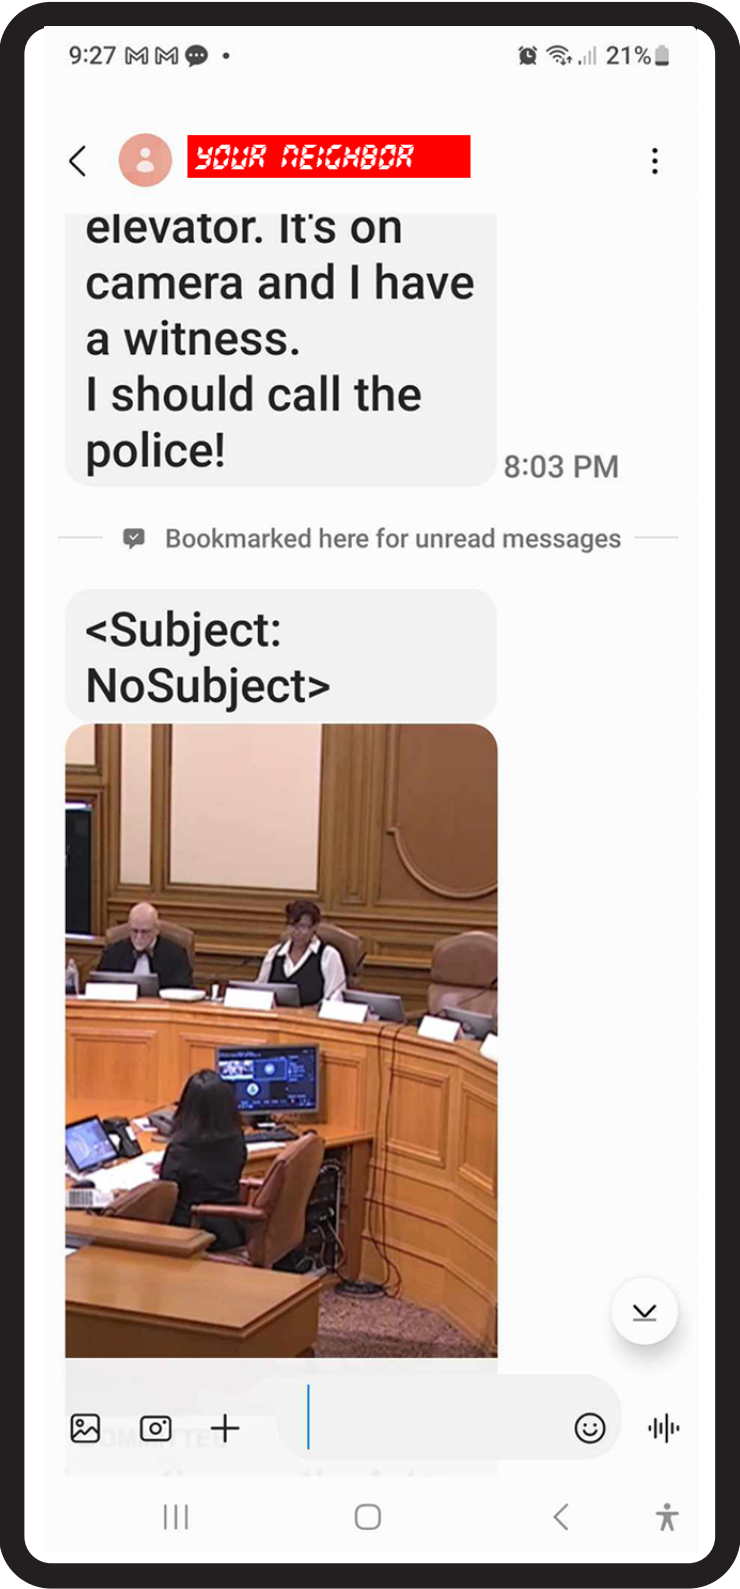 9:27
21%
YOUR NEIGHBOR
elevator. It's on
camera and I have
a witness.
I should call the
police!
8:03 PM
Bookmarked here for unread messages
<Subject:
NoSubject>
COMMITTEE